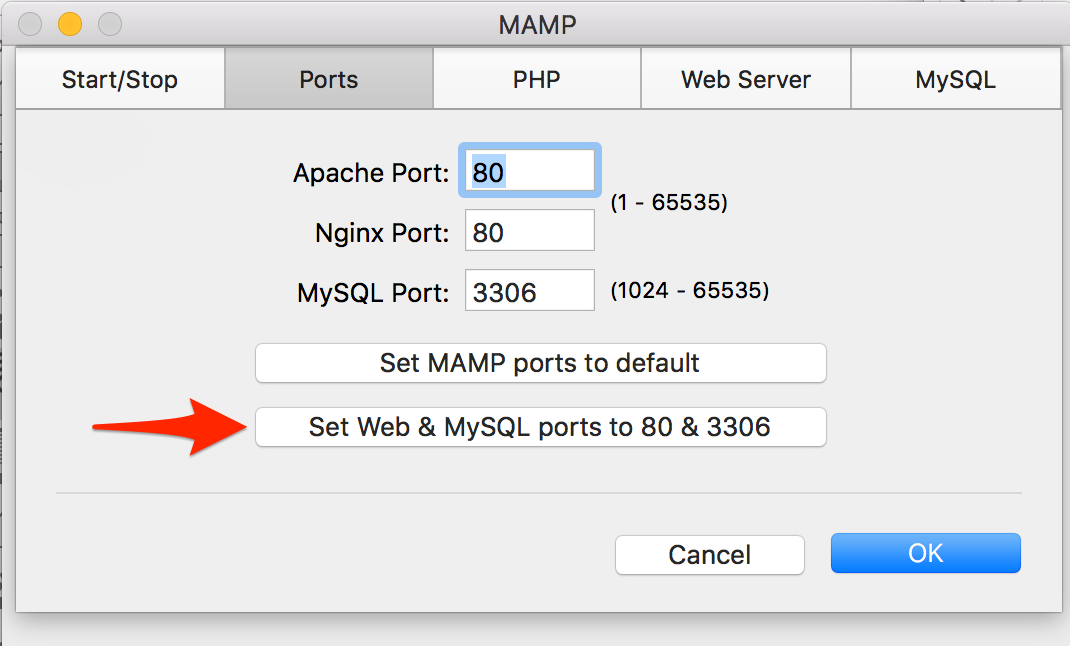 MAMP
Start/Stop Ports PHP Web Server MySQL
Apache Port: 80
(1 - 65535)
Nginx Port: 80
MySQL Port: 3306 (1024 - 65535)
Set MAMP ports to default
Set Web & MySQL ports to 80 & 3306
Cancel OK